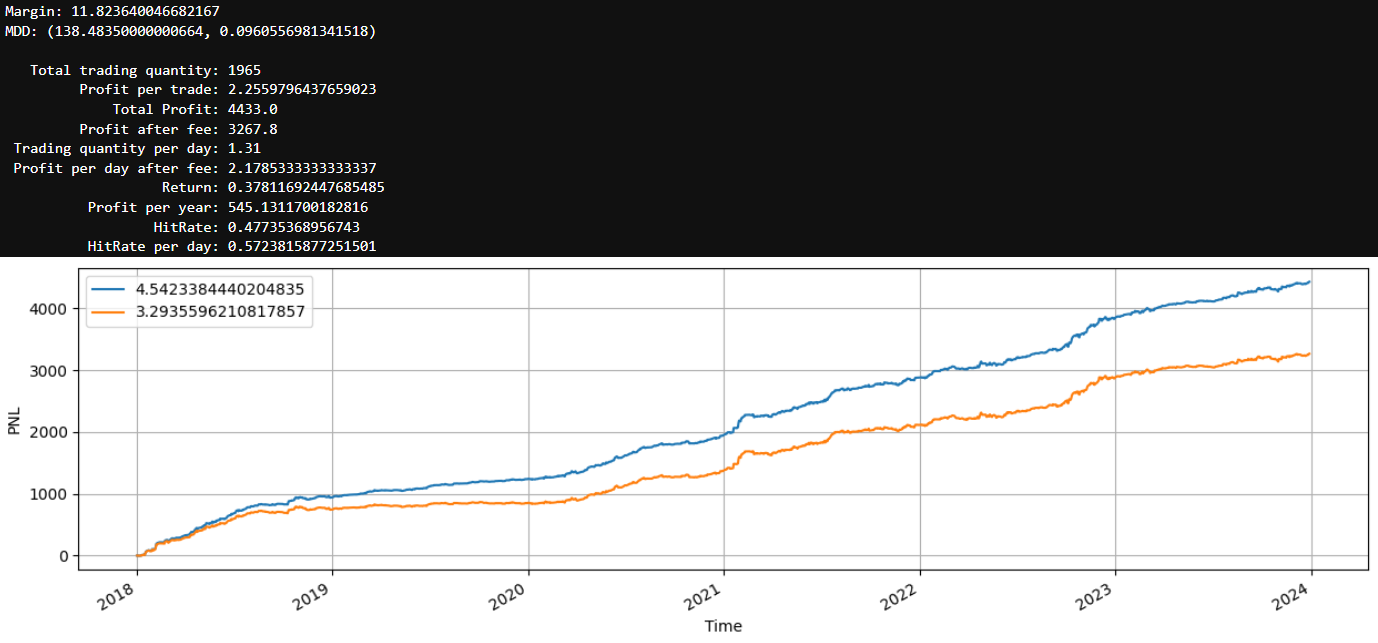 Margin: 11.823640046682167
MDD: (138.48350000000664, 0.0960556981341518)
Total trading quantity: 1965
Profit per trade: 2.2559796437659023
Total Profit: 4433.0
Profit after fee: 3267.8
Trading quantity per day: 1.31
Profit per day after fee: 2.1785333333333337
Return: 0.37811692447685485
Profit per year: 545.1311700182816
HitRate: 0.47735368956743
HitRate per day: 0.5723815877251501
4.5423384440204835
3.2935596210817857
4000
3000
2000
1000
0
PNL
2018
2019
2020
2021
2022
2023
2024
Time